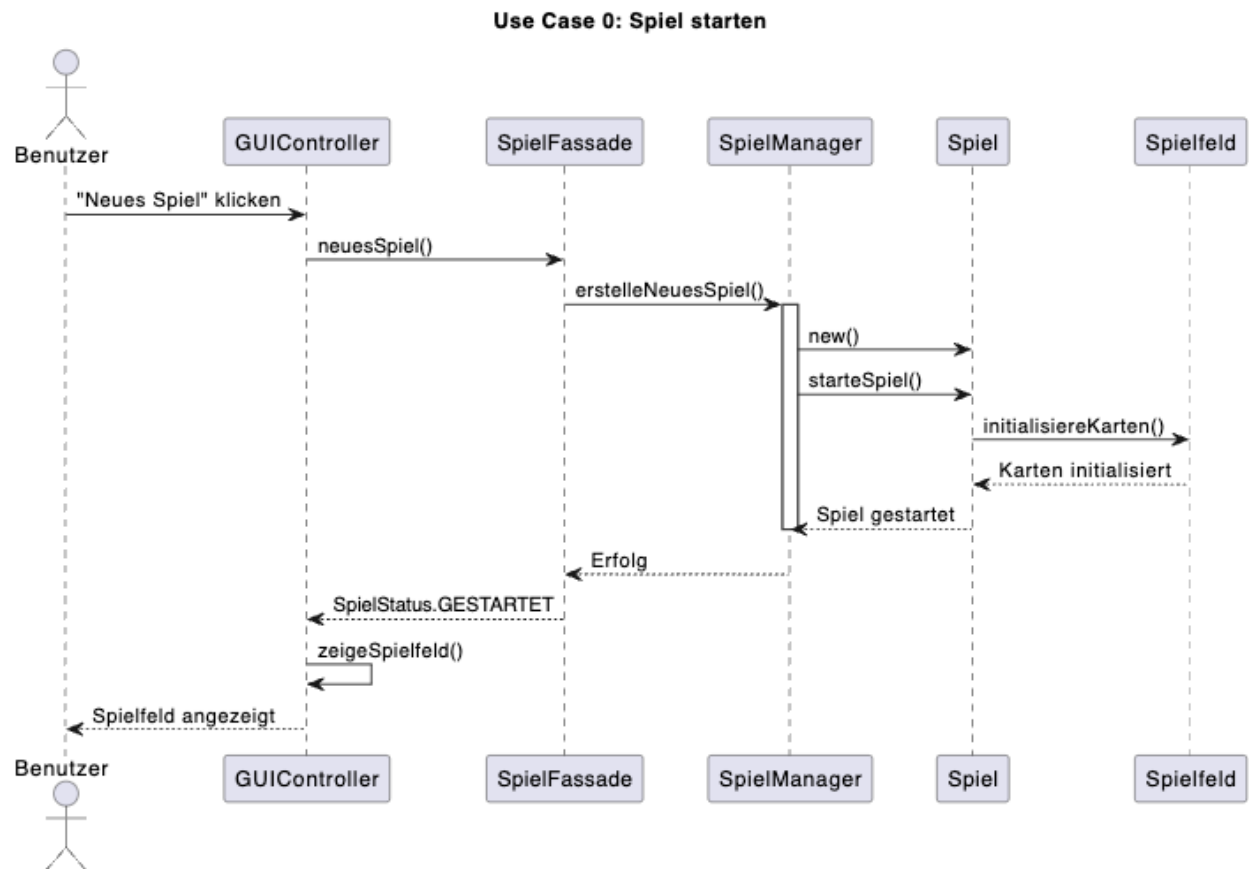 Use Case 0: Spiel starten
Benutzer
GUIController
SpielFassade
SpielManager
Spiel
Spielfeld
"Neues Spiel" klicken
neuesSpiel()
erstelleNeuesSpiel()
new()
starteSpiel()
initialisiereKarten()
Karten initialisiert
Spiel gestartet
Erfolg
SpielStatus.GESTARTET
zeigeSpielfeld()
Spielfeld angezeigt
Benutzer
GUIController
SpielFassade
SpielManager
Spiel
Spielfeld